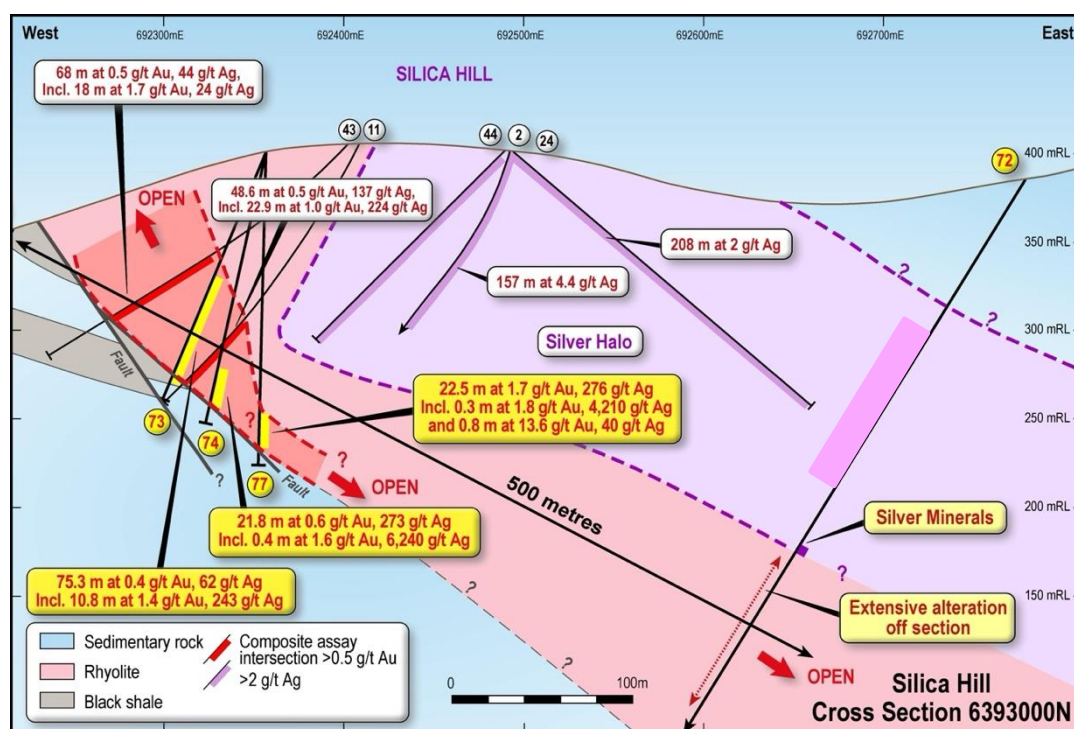 West
692300mE
692400mE
692500mE
692600mE
692700mE
East
68 m at 0.5 g/t Au, 44 g/t Ag,
Incl. 18 m at 1.7 g/t Au, 24 g/t Ag
SILICA HILL
43
11
44
2
24
72
400 mRL
OPEN
48.6 m at 0.5 g/t Au, 137 g/t Ag,
Incl. 22.9 m at 1.0 g/t Au, 224 g/t Ag
208 m at 2 g/t Ag
350 mRL
157 m at 4.4 g/t Ag
?
?
300 mRL
Silver Halo
Fault
22.5 m at 1.7 g/t Au, 276 g/t Ag
Incl. 0.3 m at 1.8 g/t Au, 4,210 g/t Ag
and 0.8 m at 13.6 g/t Au, 40 g/t Ag
250 mRL
73
74
77
?
?
?
Fault
OPEN
500 metres
200 mRL
Silver Minerals
21.8 m at 0.6 g/t Au, 273 g/t Ag
Incl. 0.4 m at 1.6 g/t Au, 6,240 g/t Ag
?
?
150 mRL
75.3 m at 0.4 g/t Au, 62 g/t Ag
Incl. 10.8 m at 1.4 g/t Au, 243 g/t Ag
Extensive alteration
off section
Sedimentary rock
Rhyolite
Black shale
Composite assay
intersection >0.5 g/t Au
>2 g/t Ag
?
OPEN
0
100m
Silica Hill
Cross Section 6393000N